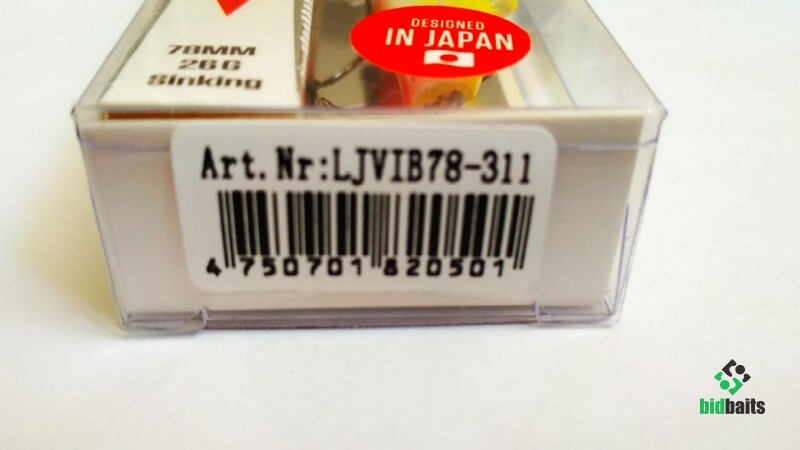 DESIGNED
IN JAPAN
78MM
26G
Sinking
Art.Nr:LJVIB78-311
4 750701 820501
bidbaits